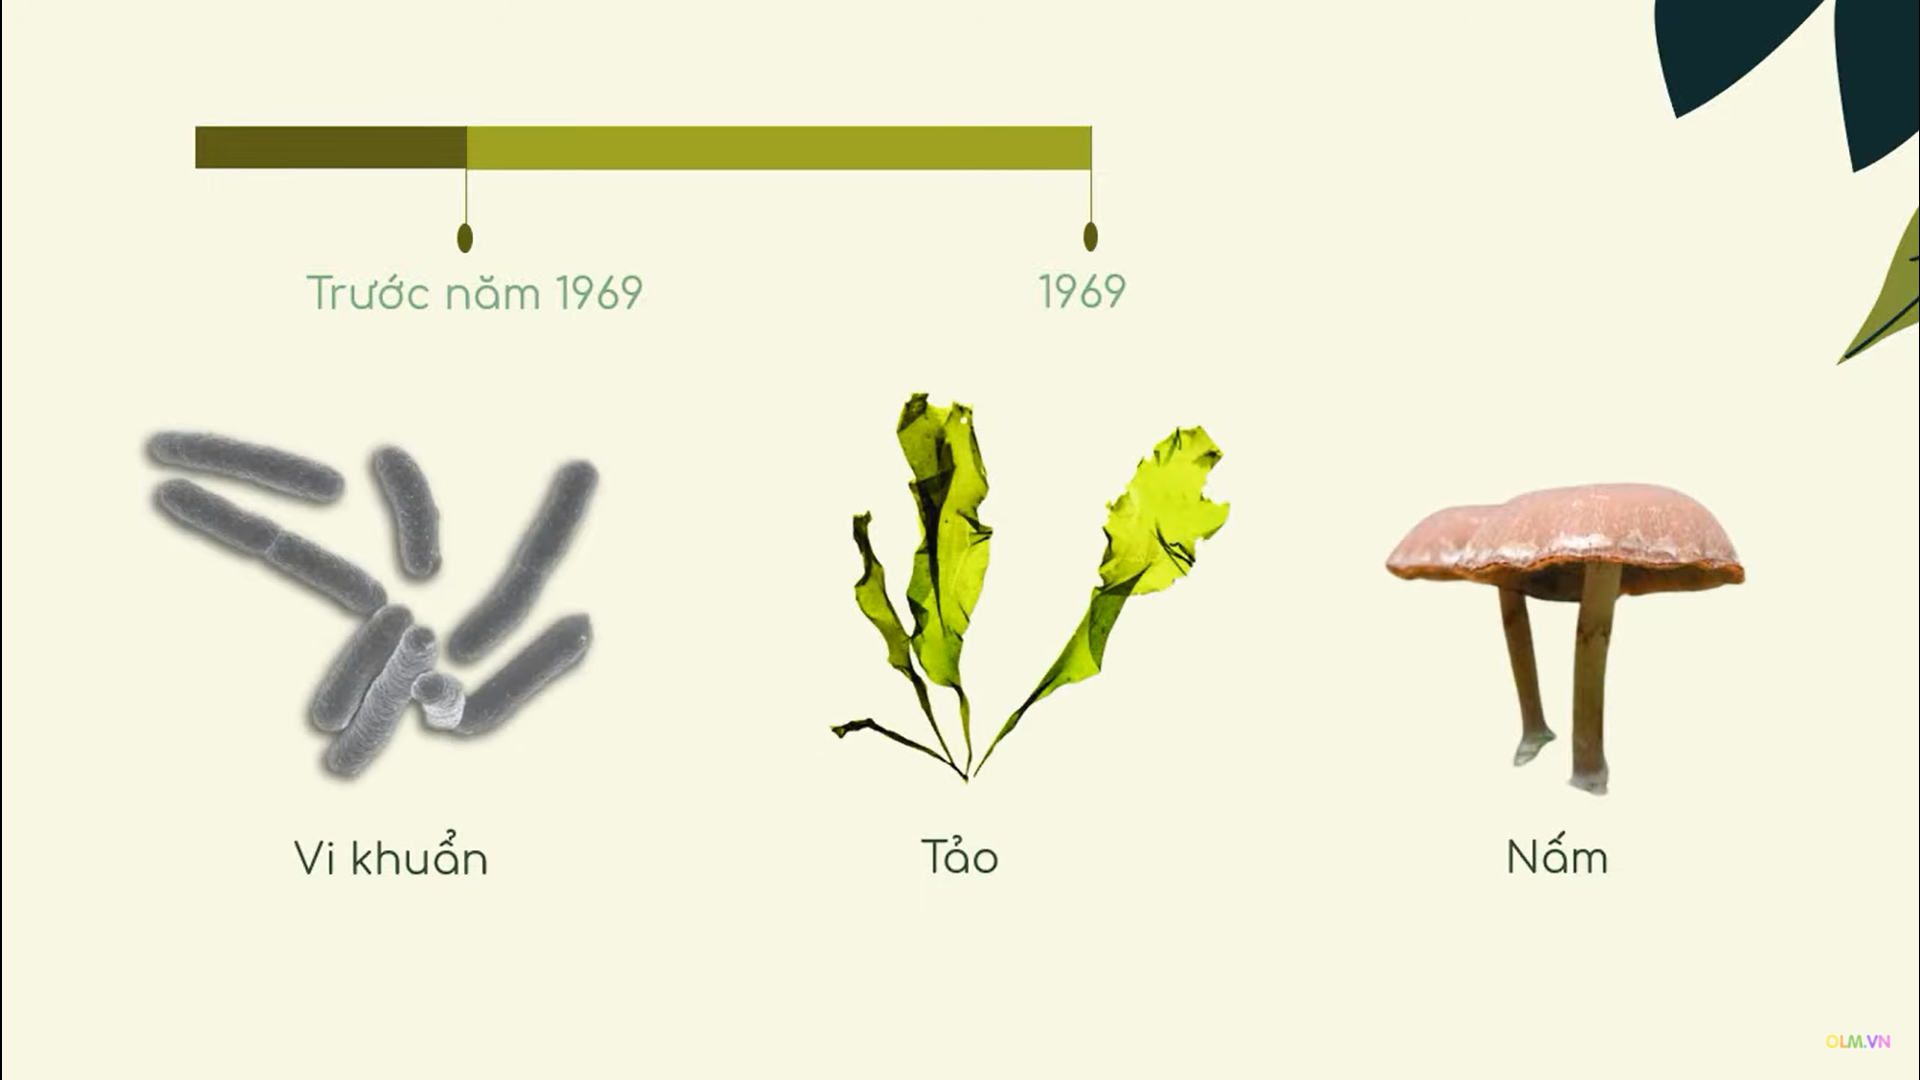 Trước năm 1969
1969
Vi khuẩn
Tảo
Nấm
OLM.VN